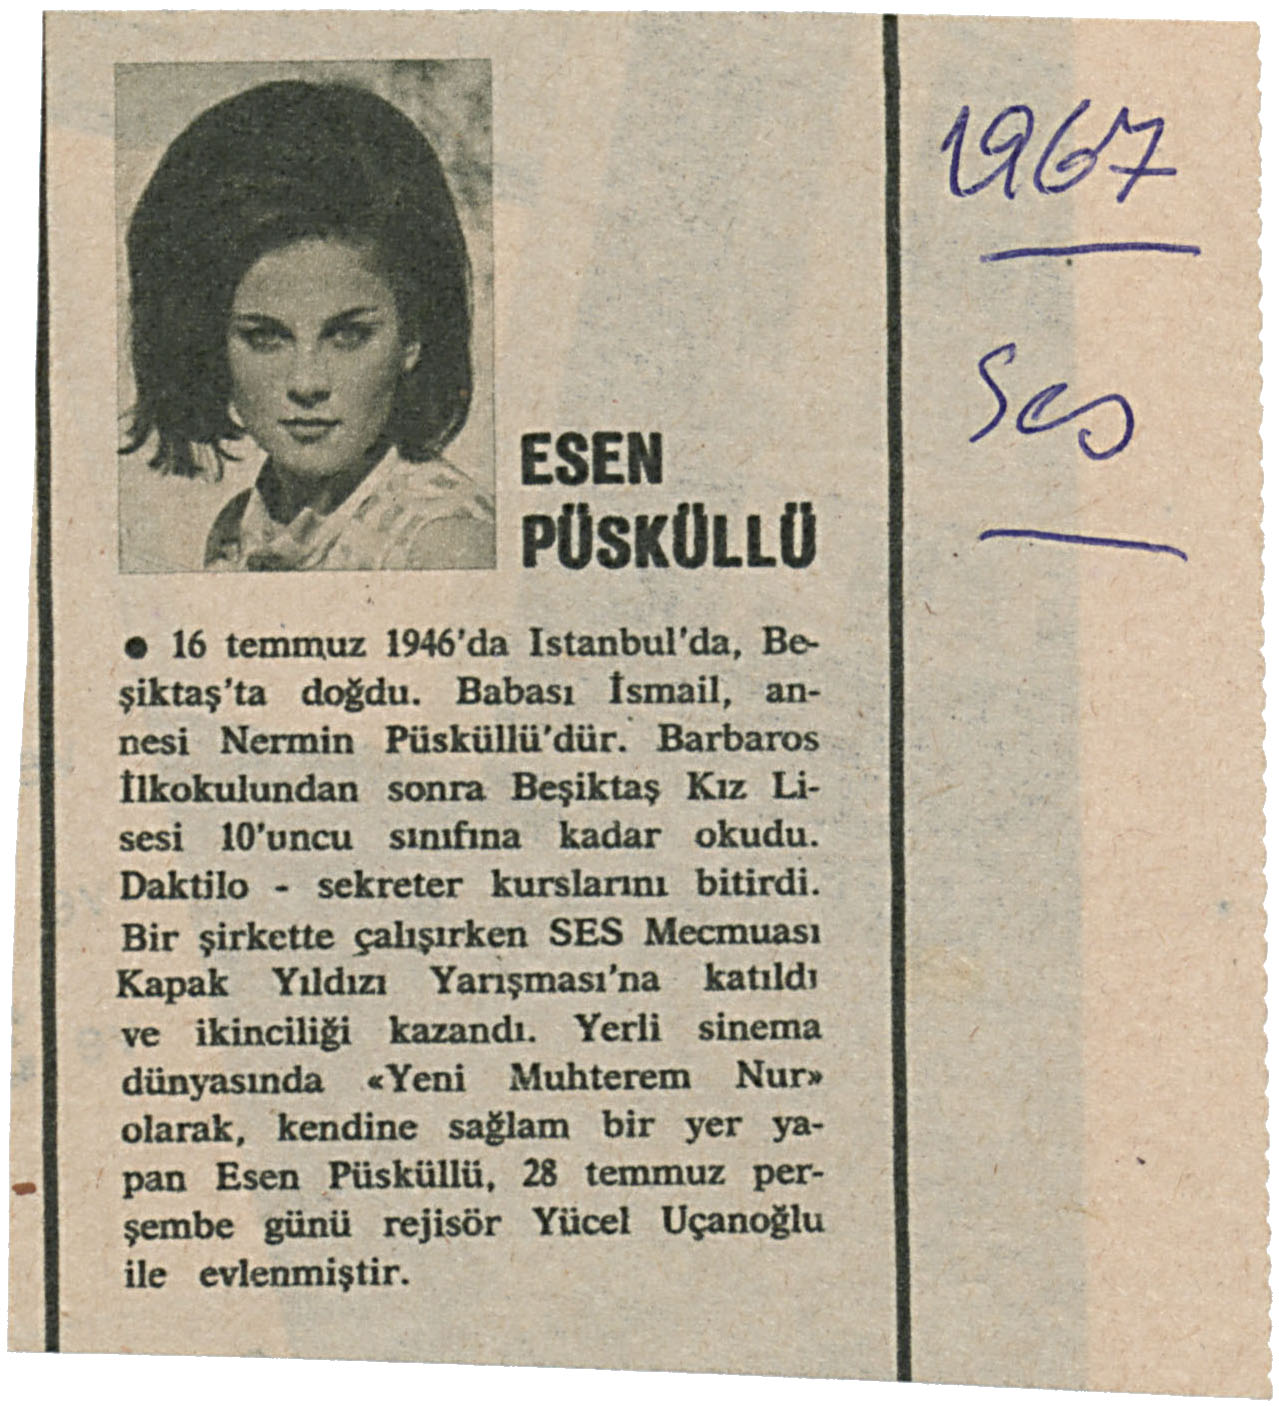 1967
Ses
ESEN
PÜSKÜLLÜ
● 16 temmuz 1946'da Istanbul'da, Be-
şiktaş'ta doğdu. Babası İsmail, an-
nesi Nermin Püsküllü'dür. Barbaros
İlkokulundan sonra Beşiktaş Kız Li-
sesi 10'uncu sınıfına kadar okudu.
Daktilo - sekreter kurslarını bitirdi.
Bir şirkette çalışırken SES Mecmuası
Kapak Yıldızı Yarışması'na katıldı
ve ikinciliği kazandı. Yerli sinema
dünyasında «Yeni Muhterem Nur»
olarak, kendine sağlam bir yer ya-
pan Esen Püsküllü, 28 temmuz per-
şembe günü rejisör Yücel Uçanoğlu
ile evlenmiştir.